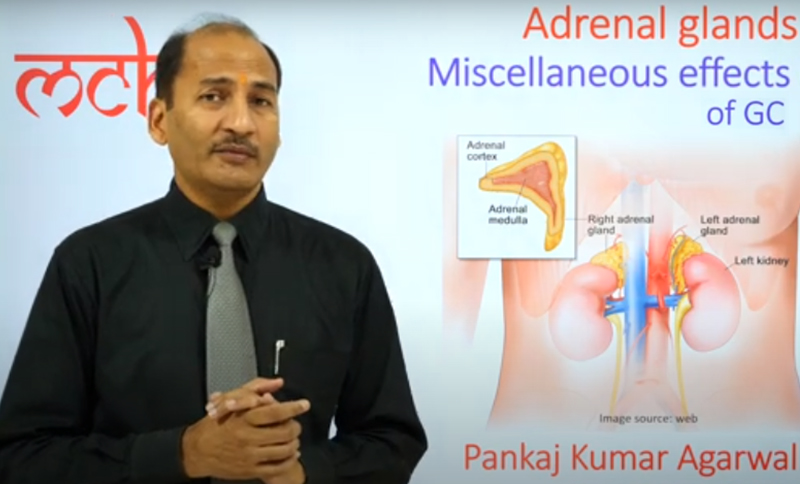 Adrenal glands
Miscellaneous effects
of GC
Adrenal
cortex
Adrenal
medulla
Right adrenal
gland
Left adrenal
gland
Left kidney
Image source: web
Pankaj Kumar Agarwal